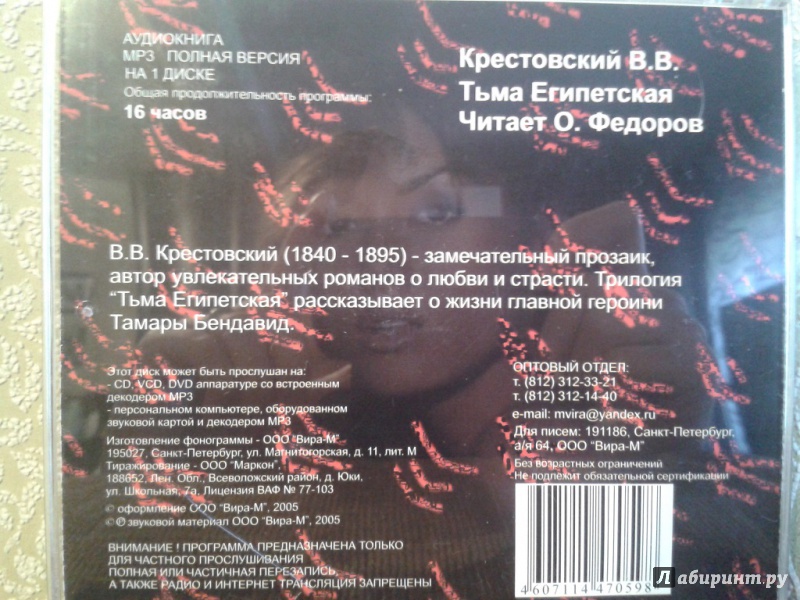 АУДИОКНИГА
MP3 ПОЛНАЯ ВЕРСИЯ
НА 1 ДИСКЕ
Общая продолжительность программы:
16 часов
Крестовский В.В.
Тьма Египетская
Читает О. Федоров
В.В. Крестовский (1840 - 1895) - замечательный прозаик,
автор увлекательных романов о любви и страсти. Трилогия
“Тьма Египетская” рассказывает о жизни главной героини
Тамары Бендавид.
Этот диск может быть прослушан на:
- CD, VCD, DVD аппаратуре со встроенным
декодером MP3
- персональном компьютере, оборудованном
звуковой картой и декодером MP3
Изготовление фонограммы - ООО “Вира-М”
195027, Санкт-Петербург, ул. Магнитогорская, д. 11, лит. М
Тиражирование - ООО “Маркон”,
188652, Лен. Обл., Всеволожский район, д. Юки,
ул. Школьная, 7а. Лицензия ВАФ № 77-103
© оформление ООО “Вира-М”, 2005
©℗ звуковой материал ООО “Вира-М”, 2005
ВНИМАНИЕ ! ПРОГРАММА ПРЕДНАЗНАЧЕНА ТОЛЬКО
ДЛЯ ЧАСТНОГО ПРОСЛУШИВАНИЯ
ПОЛНАЯ ИЛИ ЧАСТИЧНАЯ ПЕРЕЗАПИСЬ,
А ТАКЖЕ РАДИО И ИНТЕРНЕТ ТРАНСЛЯЦИЯ ЗАПРЕЩЕНЫ
ОПТОВЫЙ ОТДЕЛ:
т. (812) 312-33-21
т. (812) 312-14-40
e-mail: mvira@yandex.ru
Для писем: 191186, Санкт-Петербург,
а/я 64, ООО “Вира-М”
Без возрастных ограничений
Не подлежит обязательной сертификации
4607114470598
Лабиринт.ру